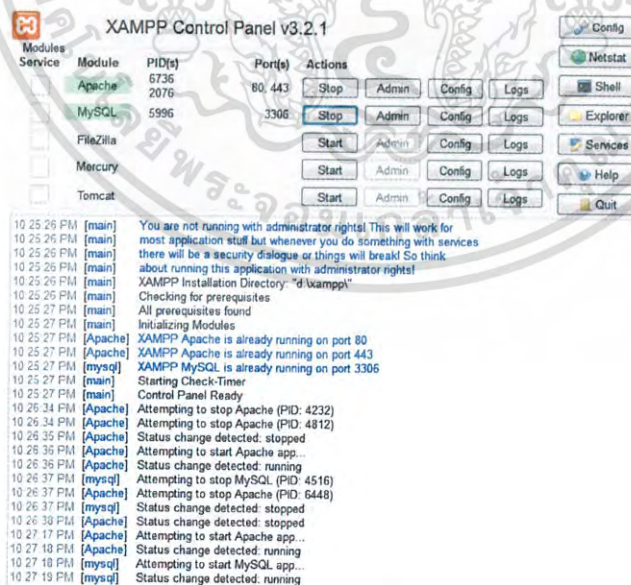 XAMPP Control Panel v3.2.1
Modules
Service Module PID(s) Port(s) Actions
Apache 6736 2076 80, 443 Stop Admin Config Logs
MySQL 5996 3306 Stop Admin Config Logs
FileZilla Start Admin Config Logs
Mercury Start Admin Config Logs
Tomcat Start Admin Config Logs
Config
Netstat
Shell
Explorer
Services
Help
Quit
10:25:26 PM [main] You are not running with administrator rights! This will work for
10:25:26 PM [main] most application stuff but whenever you do something with services
10:25:26 PM [main] there will be a security dialogue or things will break! So think
10:25:26 PM [main] about running this application with administrator rights!
10:25:26 PM [main] XAMPP Installation Directory: "d:\xampp\"
10:25:26 PM [main] Checking for prerequisites
10:25:27 PM [main] All prerequisites found
10:25:27 PM [main] Initializing Modules
10:25:27 PM [Apache] XAMPP Apache is already running on port 80
10:25:27 PM [Apache] XAMPP Apache is already running on port 443
10:25:27 PM [mysql] XAMPP MySQL is already running on port 3306
10:25:27 PM [main] Starting Check-Timer
10:25:27 PM [main] Control Panel Ready
10:26:34 PM [Apache] Attempting to stop Apache (PID: 4232)
10:26:34 PM [Apache] Attempting to stop Apache (PID: 4812)
10:26:35 PM [Apache] Status change detected: stopped
10:26:36 PM [Apache] Attempting to start Apache app...
10:26:36 PM [Apache] Status change detected: running
10:26:37 PM [mysql] Attempting to stop MySQL (PID: 4516)
10:26:37 PM [Apache] Attempting to stop Apache (PID: 6448)
10:26:37 PM [mysql] Status change detected: stopped
10:26:38 PM [Apache] Status change detected: stopped
10:27:17 PM [Apache] Attempting to start Apache app...
10:27:18 PM [Apache] Status change detected: running
10:27:18 PM [mysql] Attempting to start MySQL app...
10:27:19 PM [mysql] Status change detected: running